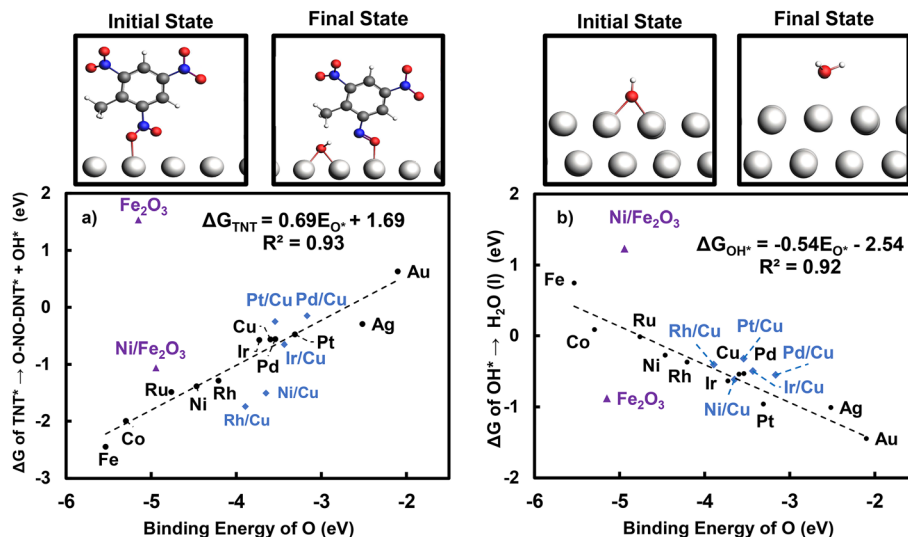 Initial State
Final State
Initial State
Final State
ΔG of TNT* → O-NO-DNT* + OH* (eV)
2
1
0
-1
-2
-3
a)
Fe₂O₃
ΔG_TNT = 0.69E_O* + 1.69
R² = 0.93
Au
Pt/Cu
Pd/Cu
Cu
Ag
Ir
Pt
Ni/Fe₂O₃
Pd
Ir/Cu
Ru
Ni
Rh
Ni/Cu
Co
Rh/Cu
Fe
-6
-5
-4
-3
-2
Binding Energy of O (eV)
ΔG of OH* → H₂O (l) (eV)
2
1
0
-1
-2
b)
Ni/Fe₂O₃
ΔG_OH* = -0.54E_O* - 2.54
R² = 0.92
Fe
Co
Ru
Rh/Cu
Pt/Cu
Cu
Pd
Pd/Cu
Ni
Rh
Ir
Ir/Cu
Ni/Cu
Fe₂O₃
Pt
Ag
Au
-6
-5
-4
-3
-2
Binding Energy of O (eV)